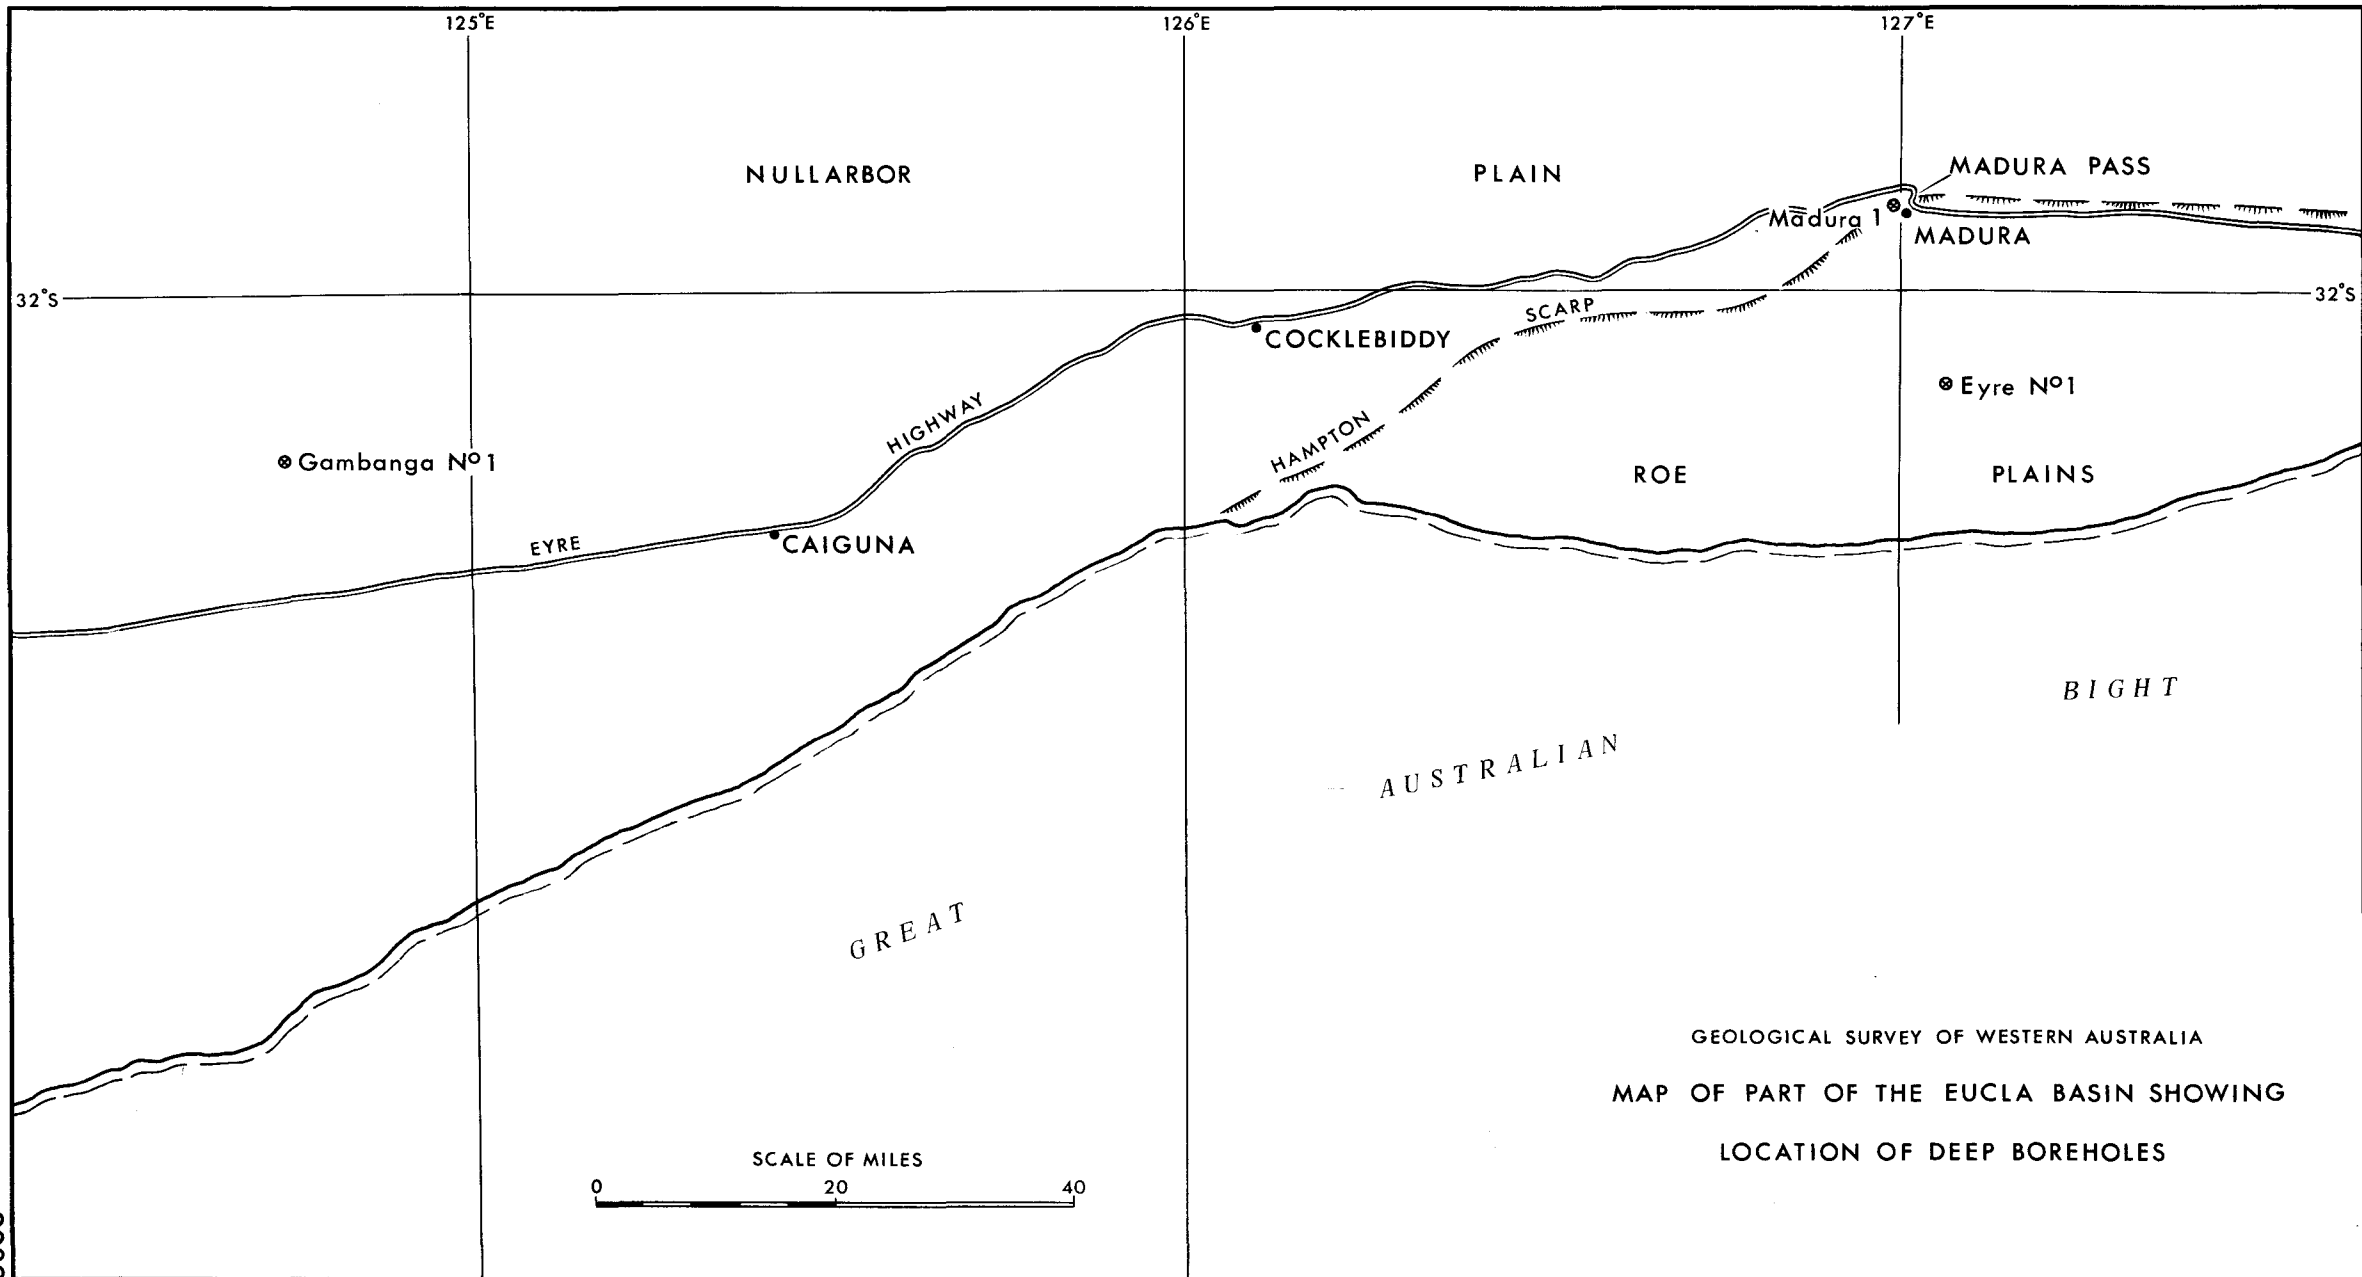 125°E
126°E
127°E
NULLARBOR
PLAIN
MADURA PASS
Madura 1
MADURA
32°S
32°S
SCARP
COCKLEBIDDY
Eyre Nº1
HIGHWAY
HAMPTON
Gambanga Nº1
ROE
PLAINS
EYRE
CAIGUNA
BIGHT
AUSTRALIAN
GREAT
GEOLOGICAL SURVEY OF WESTERN AUSTRALIA
MAP OF PART OF THE EUCLA BASIN SHOWING
LOCATION OF DEEP BOREHOLES
SCALE OF MILES
0 20 40